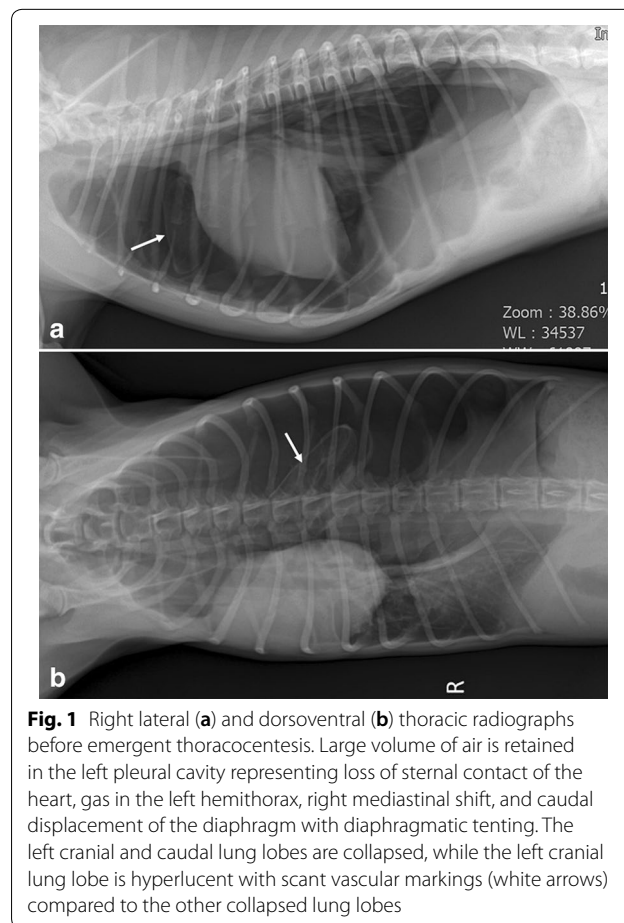 In
1
Zoom : 38.86%
WL : 34537
a
R
b
Fig. 1 Right lateral (a) and dorsoventral (b) thoracic radiographs
before emergent thoracocentesis. Large volume of air is retained
in the left pleural cavity representing loss of sternal contact of the
heart, gas in the left hemithorax, right mediastinal shift, and caudal
displacement of the diaphragm with diaphragmatic tenting. The
left cranial and caudal lung lobes are collapsed, while the left cranial
lung lobe is hyperlucent with scant vascular markings (white arrows)
compared to the other collapsed lung lobes